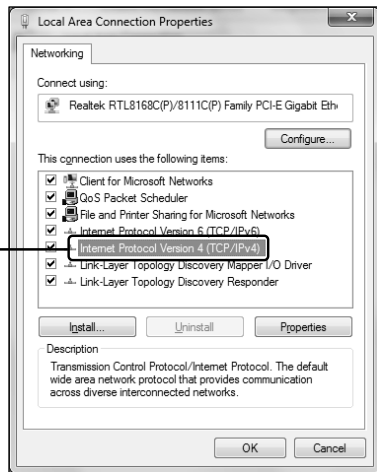 Local Area Connection Properties
Networking
Connect using:
Realtek RTL8168C(P)/8111C(P) Family PCI-E Gigabit Eth
Configure...
This connection uses the following items:
Client for Microsoft Networks
QoS Packet Scheduler
File and Printer Sharing for Microsoft Networks
Internet Protocol Version 6 (TCP/IPv6)
Internet Protocol Version 4 (TCP/IPv4)
Link-Layer Topology Discovery Mapper I/O Driver
Link-Layer Topology Discovery Responder
Install... Uninstall Properties
Description
Transmission Control Protocol/Internet Protocol. The default
wide area network protocol that provides communication
across diverse interconnected networks.
OK Cancel